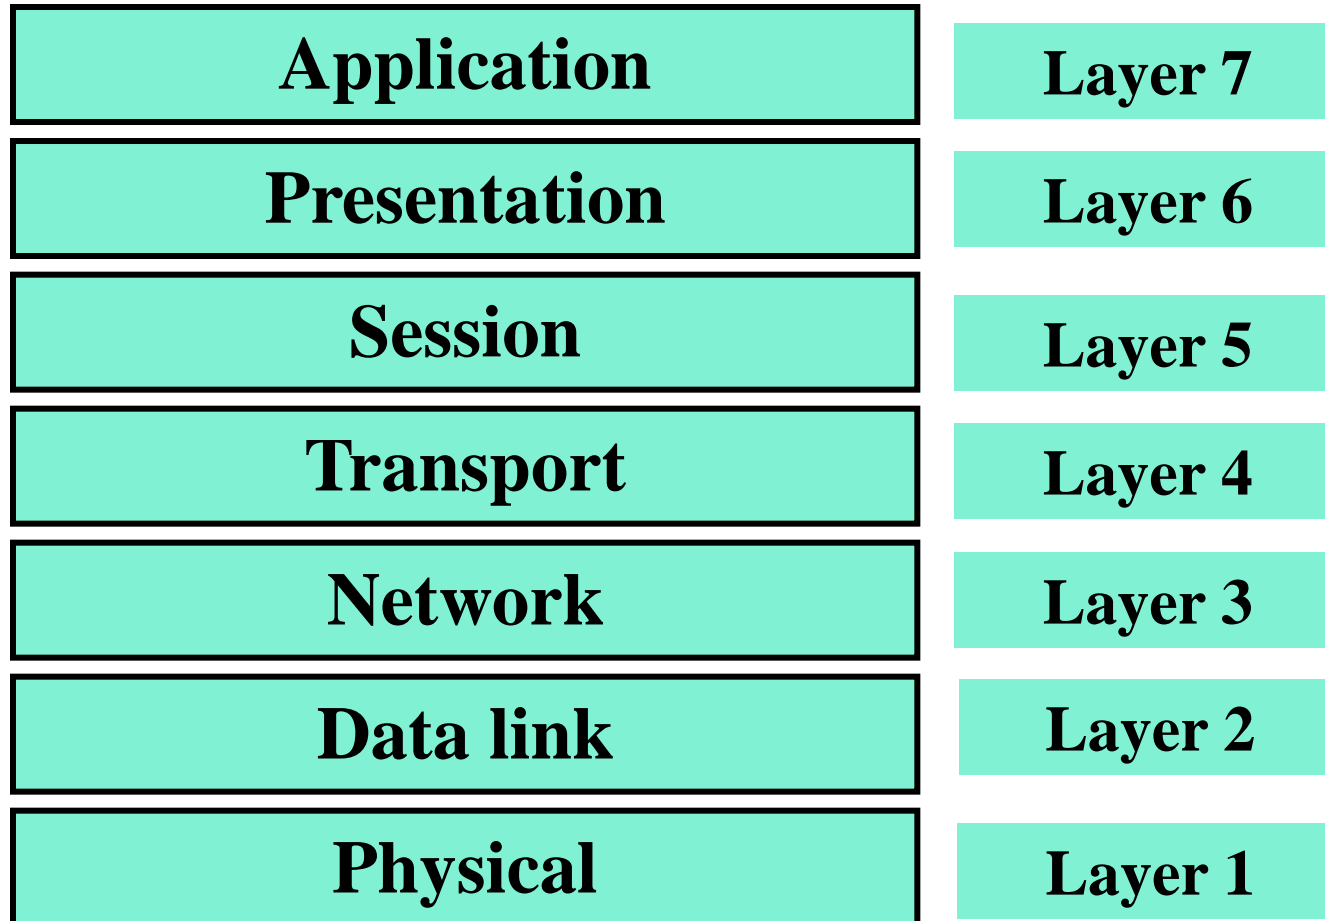 Application
Layer 7
Presentation
Layer 6
Session
Layer 5
Transport
Layer 4
Network
Layer 3
Data link
Layer 2
Physical
Layer 1